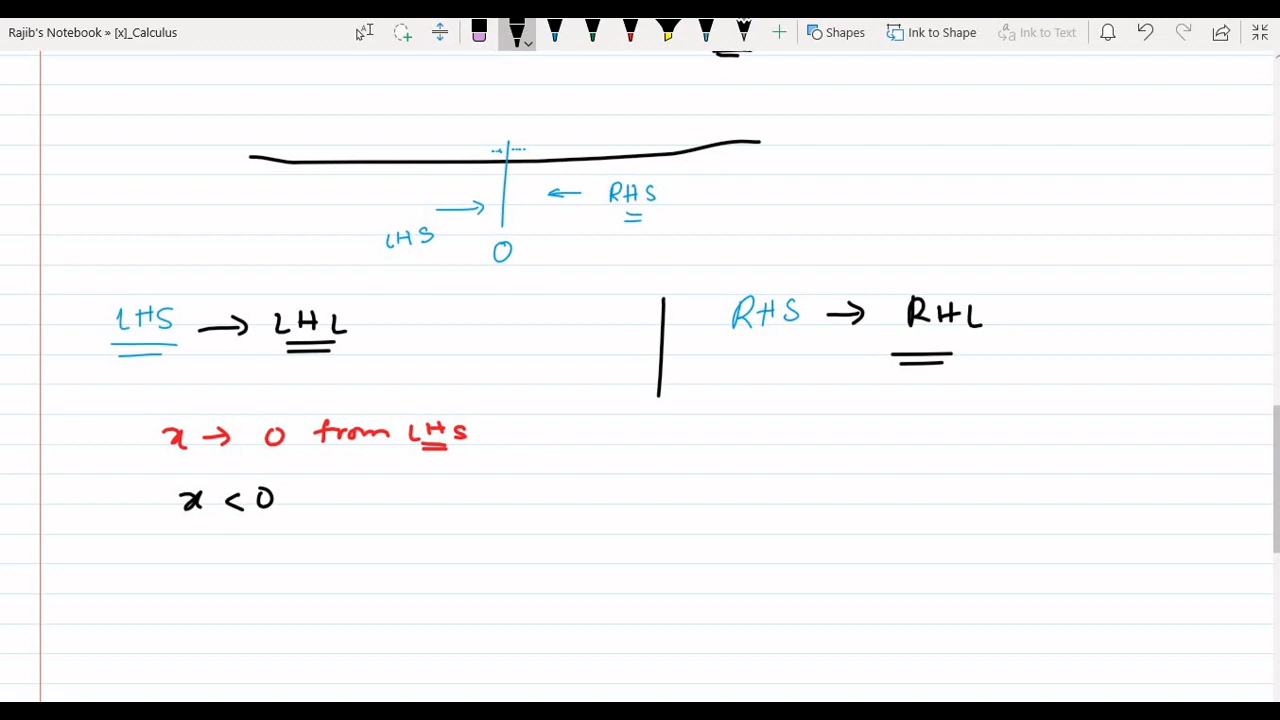 Rajib's Notebook » [x]_Calculus
Shapes
Ink to Shape
Ink to Text
RHS
LHS
0
LHS → LHL
RHS → RHL
x → 0 from LHS
x < 0